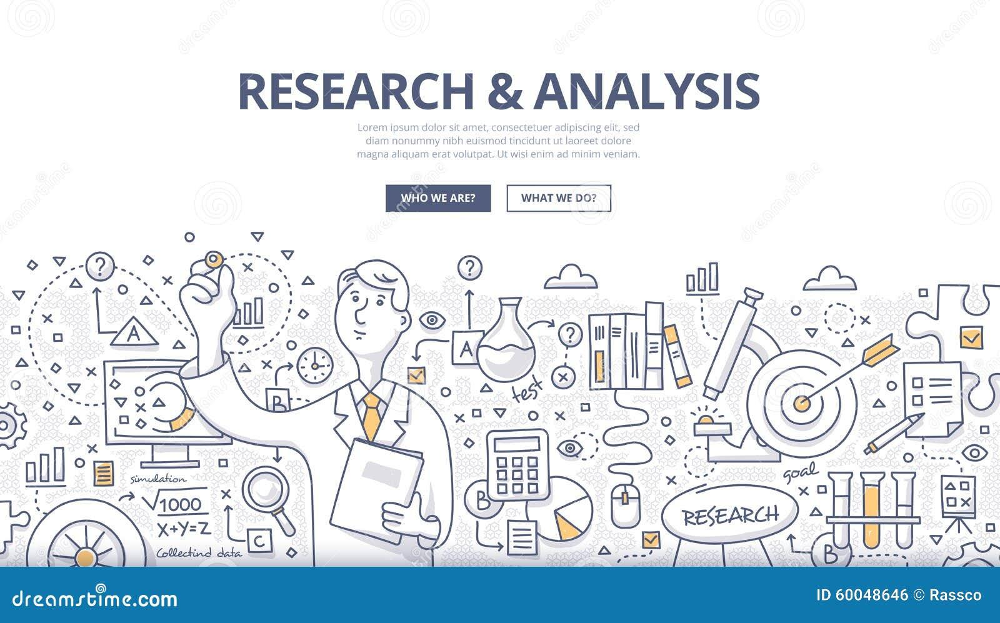 RESEARCH & ANALYSIS
Lorem ipsum dolor sit amet, consectetuer adipiscing elit, sed
diam nonummy nibh euismod tincidunt ut laoreet dolore
magna aliquam erat volutpat. Ut wisi enim ad minim veniam.
WHO WE ARE?
WHAT WE DO?
?
?
A
A
?
test
B
simulation
√1000
X+Y=Z
Collectind data
C
B
goal
RESEARCH
B
dreamstime.com
ID 60048646 © Rassco